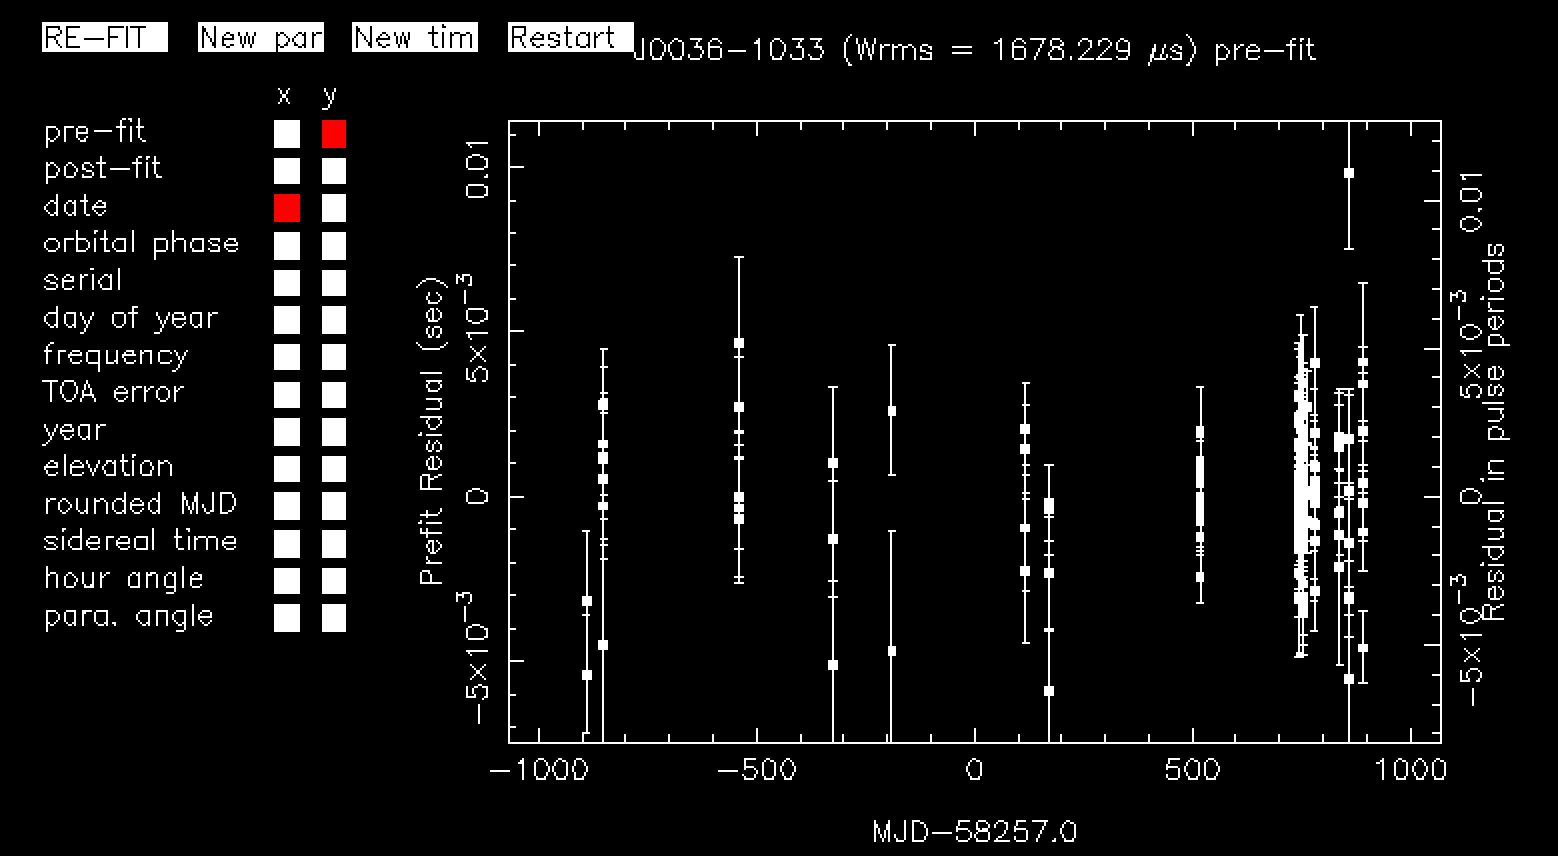 RE-FIT New par New tim Restart
J0036-1033 (Wrms = 1678.229 μs) pre-fit
x y
pre-fit
post-fit
date
orbital phase
serial
day of year
frequency
TOA error
year
elevation
rounded MJD
sidereal time
hour angle
para. angle
Prefit Residual (sec)
0.01
5×10⁻³
0
-5×10⁻³
0.01
5×10⁻³
0
-5×10⁻³
Residual in pulse periods
-1000 -500 0 500 1000
MJD-58257.0